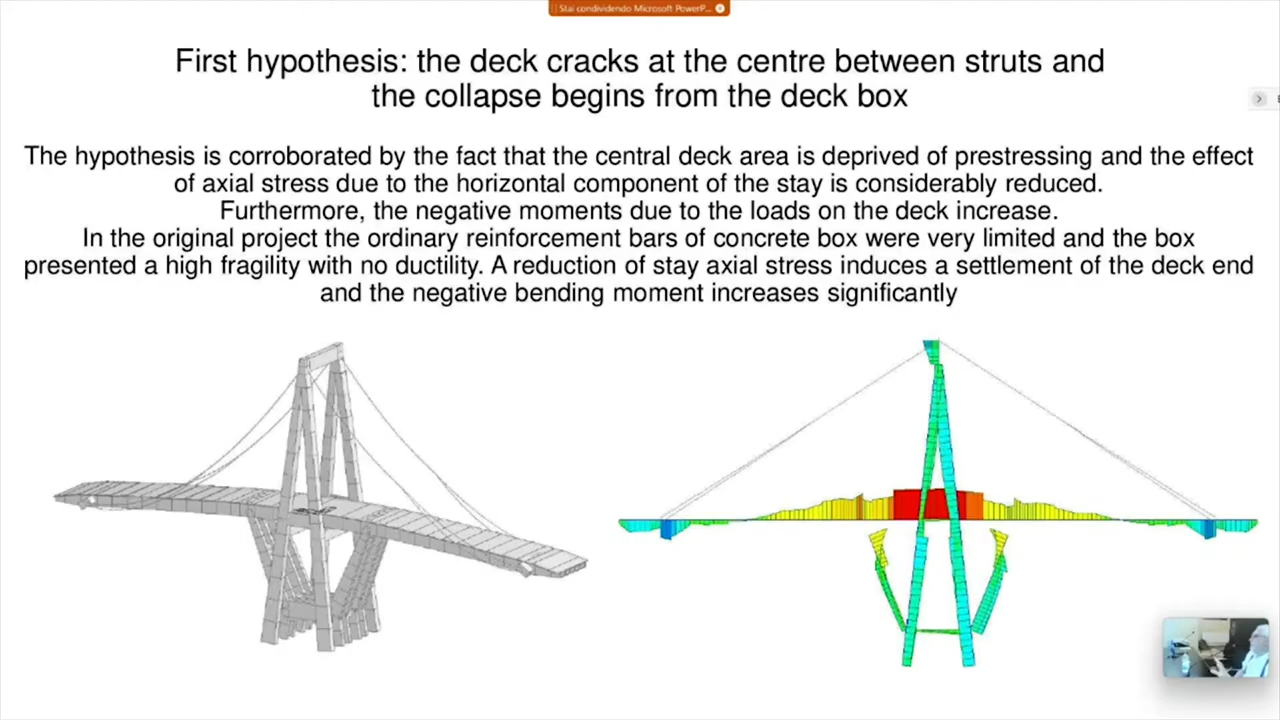 Stai condividendo Microsoft PowerP...
First hypothesis: the deck cracks at the centre between struts and
the collapse begins from the deck box
The hypothesis is corroborated by the fact that the central deck area is deprived of prestressing and the effect
of axial stress due to the horizontal component of the stay is considerably reduced.
Furthermore, the negative moments due to the loads on the deck increase.
In the original project the ordinary reinforcement bars of concrete box were very limited and the box
presented a high fragility with no ductility. A reduction of stay axial stress induces a settlement of the deck end
and the negative bending moment increases significantly